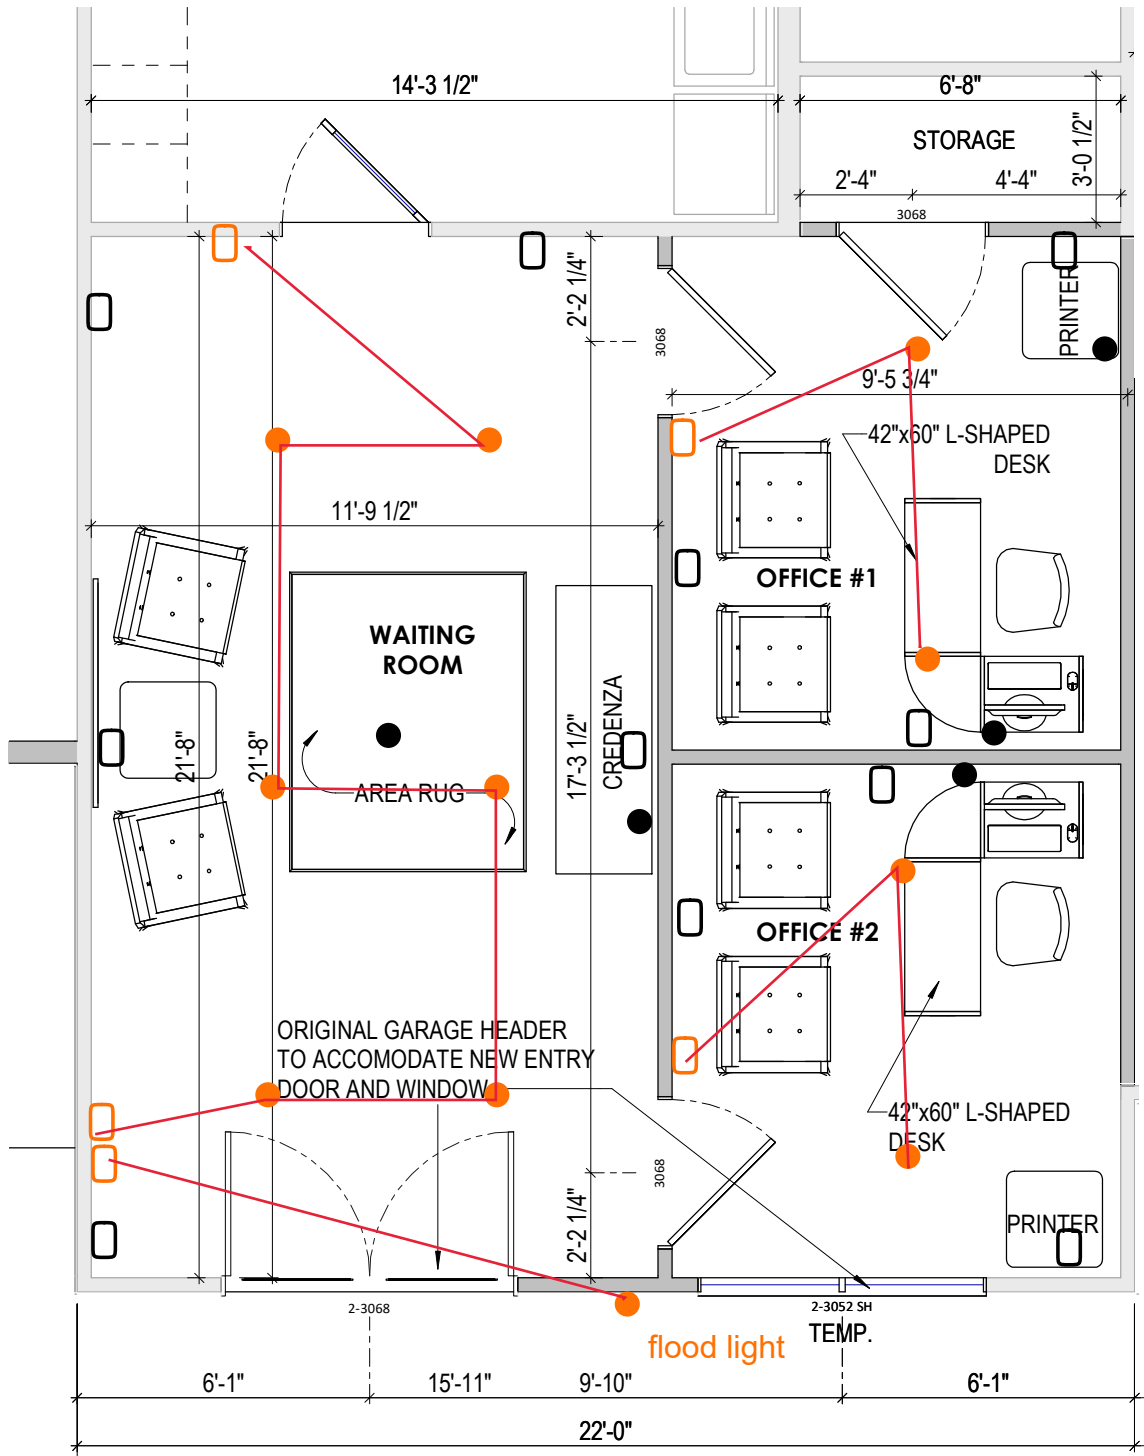 14'-3 1/2"
6'-8"
STORAGE
3'-0 1/2"
2'-4"
4'-4"
3068
2'-2 1/4"
3068
PRINTER
9'-5 3/4"
42"x60" L-SHAPED
DESK
11'-9 1/2"
OFFICE #1
WAITING
ROOM
CREDENZA
17'-3 1/2"
21'-8"
21'-8"
AREA RUG
OFFICE #2
ORIGINAL GARAGE HEADER
TO ACCOMODATE NEW ENTRY
DOOR AND WINDOW
42"x60" L-SHAPED
DESK
3068
2'-2 1/4"
PRINTER
2-3068
2-3052 SH
TEMP.
flood light
6'-1"
15'-11"
9'-10"
6'-1"
22'-0"